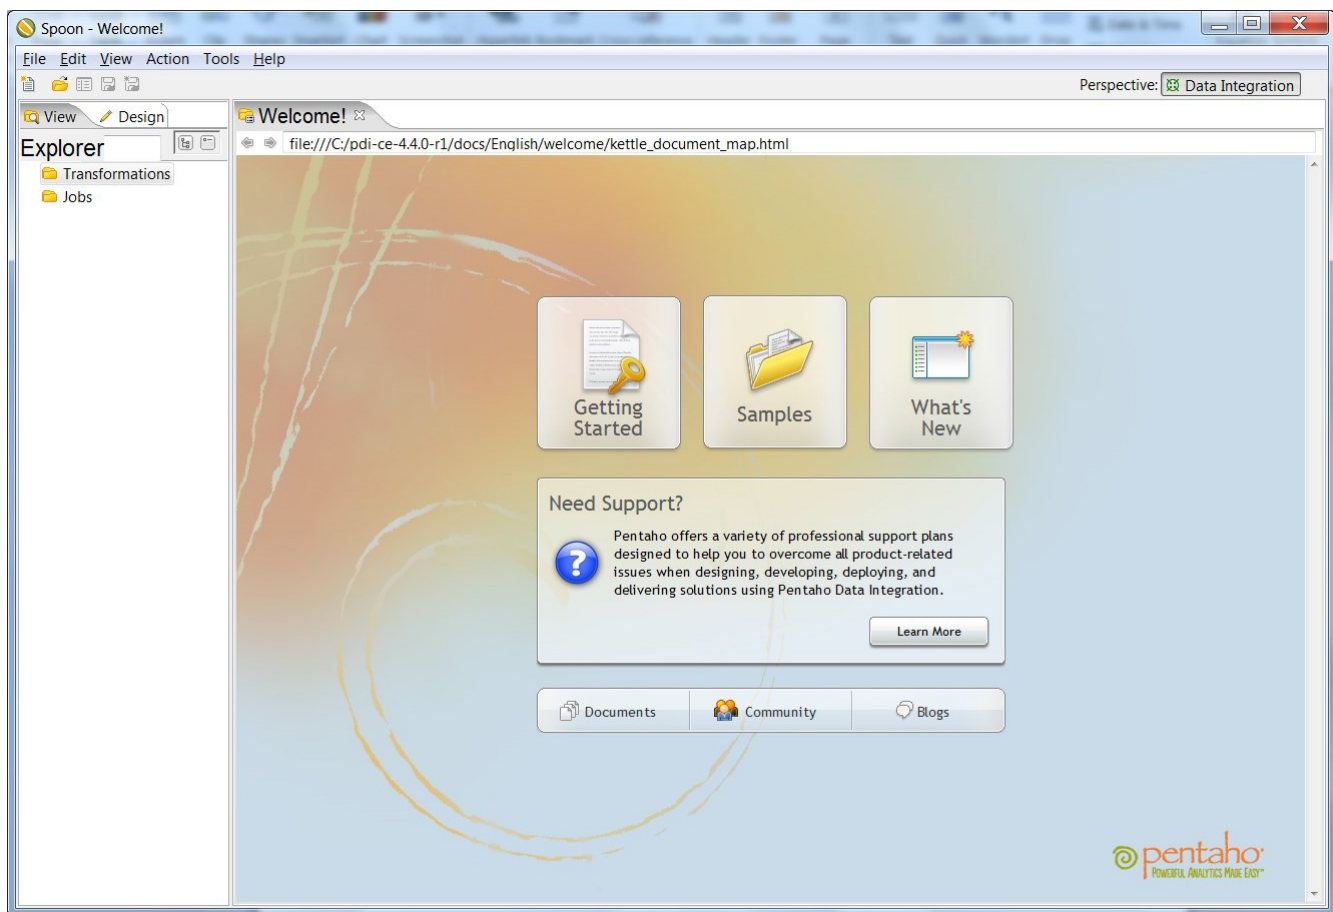 Spoon - Welcome!
File Edit View Action Tools Help
Perspective: Data Integration
View Design
Welcome!
Explorer
file:///C:/pdi-ce-4.4.0-r1/docs/English/welcome/kettle_document_map.html
Transformations
Jobs
Getting
Started
Samples
What's
New
Need Support?
Pentaho offers a variety of professional support plans
designed to help you to overcome all product-related
issues when designing, developing, deploying, and
delivering solutions using Pentaho Data Integration.
Learn More
Documents Community Blogs
pentaho
Powerful Analytics Made Easy™